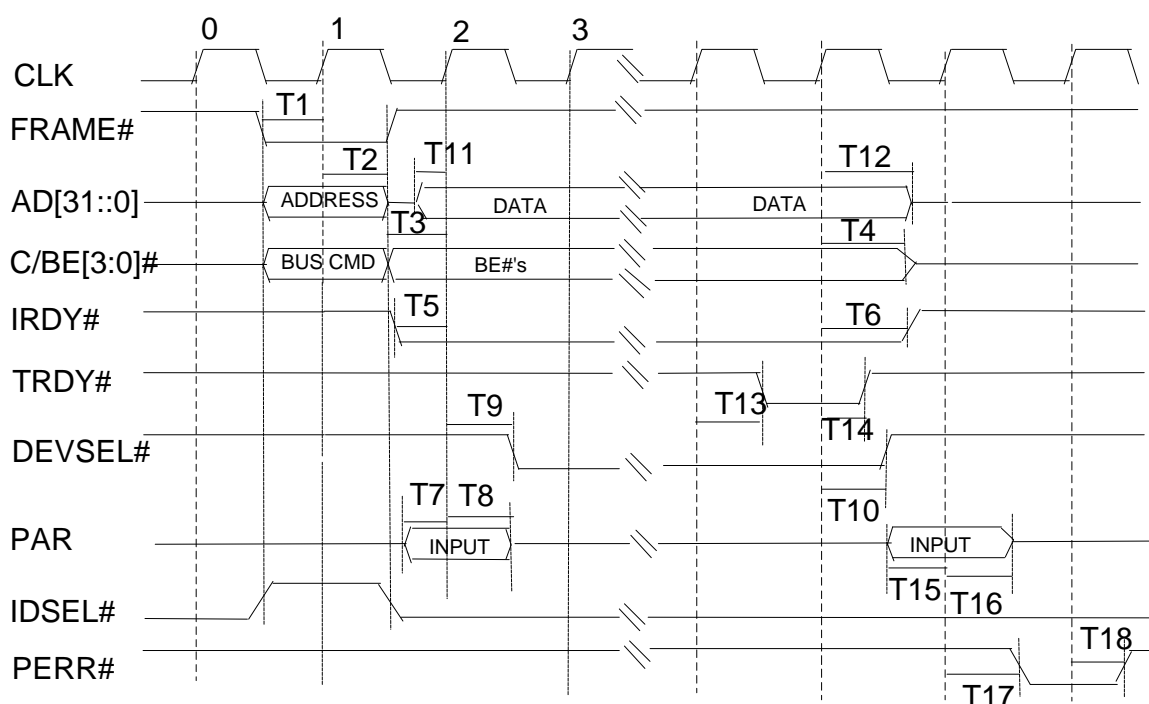 0 1 2 3
CLK
T1
FRAME#
T2 T11 T12
AD[31::0] ADDRESS DATA DATA
T3 T4
C/BE[3:0]# BUS CMD BE#'s
T5 T6
IRDY#
TRDY#
T9 T13 T14
DEVSEL#
T7 T8 T10
PAR INPUT INPUT
T15 T16
IDSEL#
T18
PERR#
T17